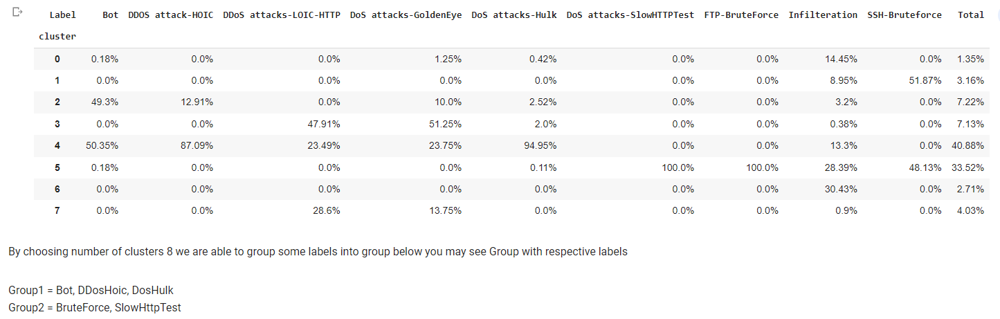 Label Bot DDOS attack-HOIC DDoS attacks-LOIC-HTTP DoS attacks-GoldenEye DoS attacks-Hulk DoS attacks-SlowHTTPTest FTP-BruteForce Infilteration SSH-Bruteforce Total
cluster
0 0.18% 0.0% 0.0% 1.25% 0.42% 0.0% 0.0% 14.45% 0.0% 1.35%
1 0.0% 0.0% 0.0% 0.0% 0.0% 0.0% 0.0% 8.95% 51.87% 3.16%
2 49.3% 12.91% 0.0% 10.0% 2.52% 0.0% 0.0% 3.2% 0.0% 7.22%
3 0.0% 0.0% 47.91% 51.25% 2.0% 0.0% 0.0% 0.38% 0.0% 7.13%
4 50.35% 87.09% 23.49% 23.75% 94.95% 0.0% 0.0% 13.3% 0.0% 40.88%
5 0.18% 0.0% 0.0% 0.0% 0.11% 100.0% 100.0% 28.39% 48.13% 33.52%
6 0.0% 0.0% 0.0% 0.0% 0.0% 0.0% 0.0% 30.43% 0.0% 2.71%
7 0.0% 0.0% 28.6% 13.75% 0.0% 0.0% 0.0% 0.9% 0.0% 4.03%
By choosing number of clusters 8 we are able to group some labels into group below you may see Group with respective labels
Group1 = Bot, DDosHoic, DosHulk
Group2 = BruteForce, SlowHttpTest